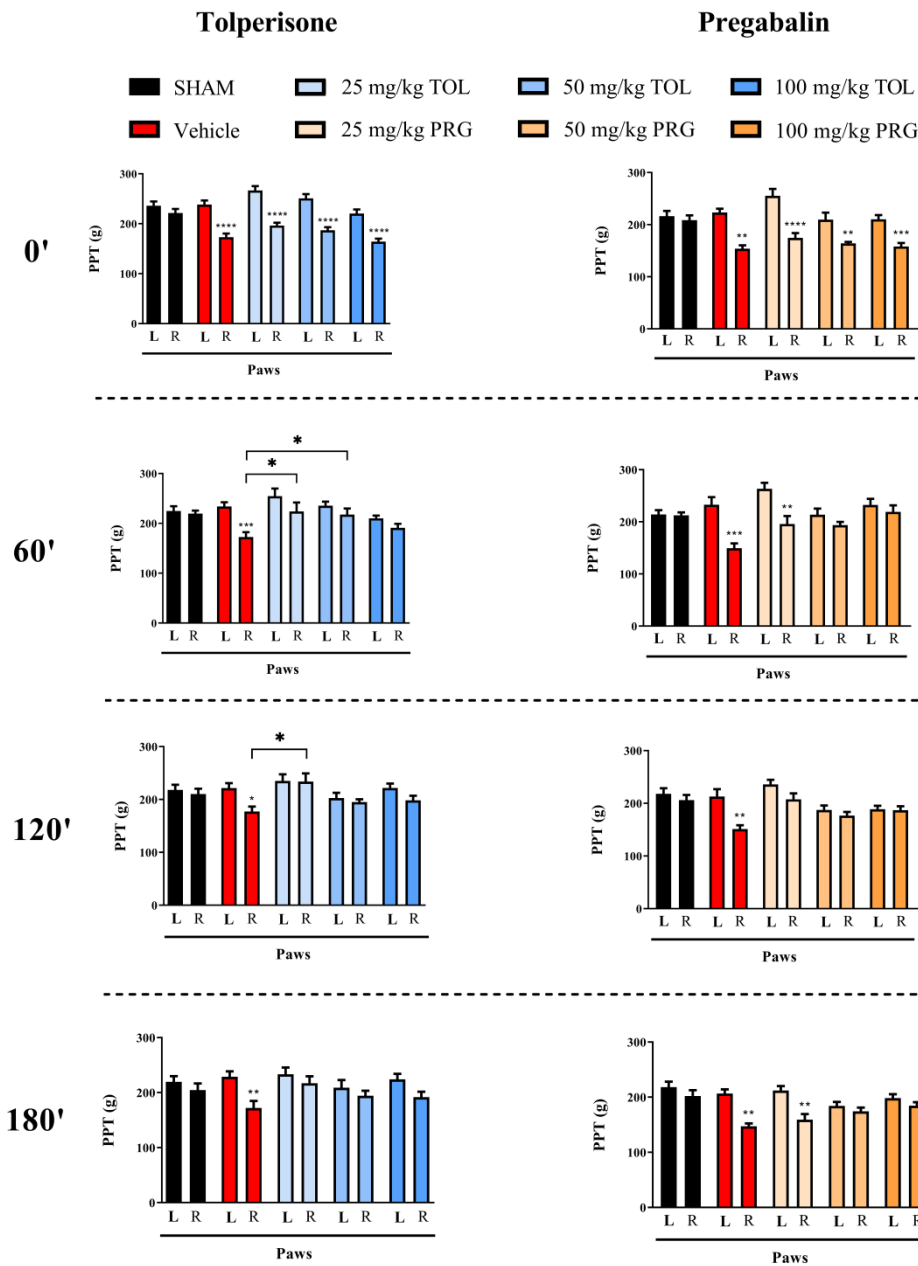 Tolperisone Pregabalin
SHAM 25 mg/kg TOL 50 mg/kg TOL 100 mg/kg TOL
Vehicle 25 mg/kg PRG 50 mg/kg PRG 100 mg/kg PRG
0'
PPT (g)
300
200
100
0
**** **** **** ****
L R L R L R L R L R
Paws
PPT (g)
300
200
100
0
** **** ** ***
L R L R L R L R L R
Paws
60'
PPT (g)
300
200
100
0
*
*
***
L R L R L R L R L R
Paws
PPT (g)
300
200
100
0
*** **
L R L R L R L R L R
Paws
120'
PPT (g)
300
200
100
0
*
*
L R L R L R L R L R
Paws
PPT (g)
300
200
100
0
**
L R L R L R L R L R
Paws
180'
PPT (g)
300
200
100
0
**
L R L R L R L R L R
Paws
PPT (g)
300
200
100
0
** **
L R L R L R L R L R
Paws